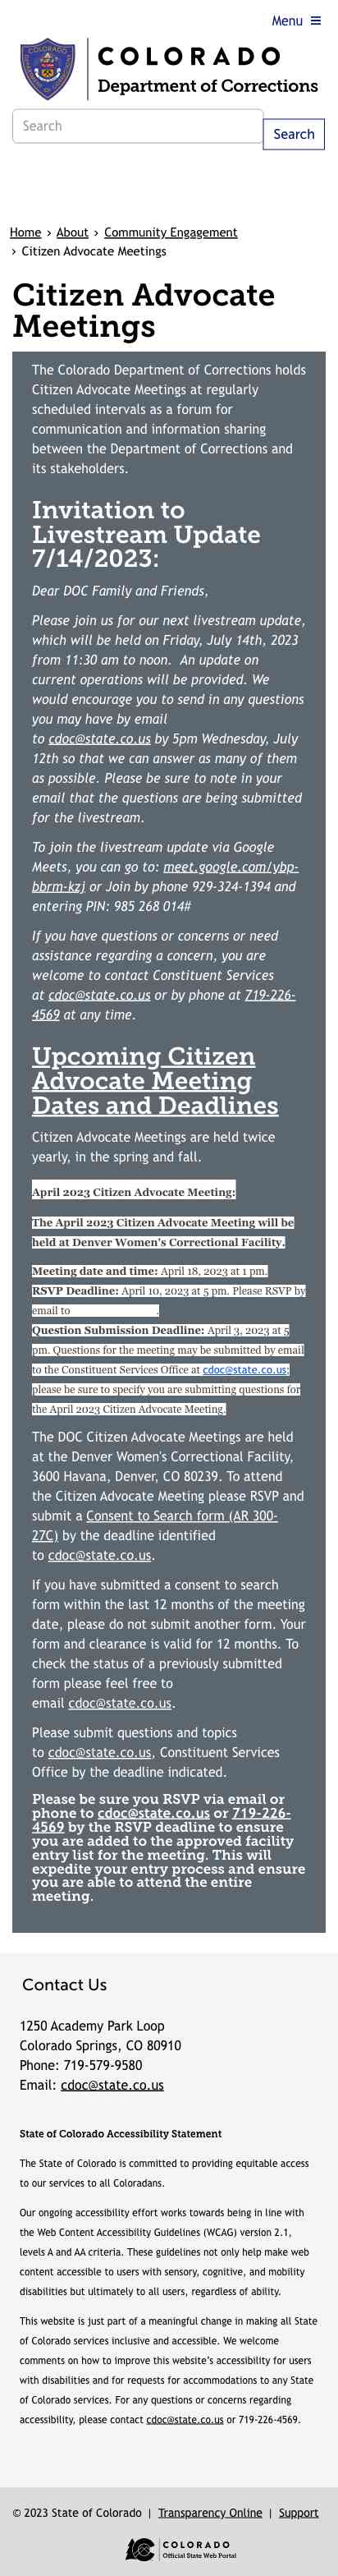 Menu
COLORADO
Department of Corrections
Search
Search
Home › About › Community Engagement
› Citizen Advocate Meetings
Citizen Advocate
Meetings
The Colorado Department of Corrections holds
Citizen Advocate Meetings at regularly
scheduled intervals as a forum for
communication and information sharing
between the Department of Corrections and
its stakeholders.
Invitation to
Livestream Update
7/14/2023:
Dear DOC Family and Friends,
Please join us for our next livestream update,
which will be held on Friday, July 14th, 2023
from 11:30 am to noon.  An update on
current operations will be provided. We
would encourage you to send in any questions
you may have by email
to cdoc@state.co.us by 5pm Wednesday, July
12th so that we can answer as many of them
as possible. Please be sure to note in your
email that the questions are being submitted
for the livestream.
To join the livestream update via Google
Meets, you can go to: meet.google.com/ybp-
bbrm-kzj or Join by phone 929-324-1394 and
entering PIN: 985 268 014#
If you have questions or concerns or need
assistance regarding a concern, you are
welcome to contact Constituent Services
at cdoc@state.co.us or by phone at 719-226-
4569 at any time.
Upcoming Citizen
Advocate Meeting
Dates and Deadlines
Citizen Advocate Meetings are held twice
yearly, in the spring and fall.
April 2023 Citizen Advocate Meeting:
The April 2023 Citizen Advocate Meeting will be
held at Denver Women's Correctional Facility.
Meeting date and time: April 18, 2023 at 1 pm.
RSVP Deadline: April 10, 2023 at 5 pm. Please RSVP by
email to .
Question Submission Deadline: April 3, 2023 at 5
pm. Questions for the meeting may be submitted by email
to the Constituent Services Office at cdoc@state.co.us;
please be sure to specify you are submitting questions for
the April 2023 Citizen Advocate Meeting.
The DOC Citizen Advocate Meetings are held
at the Denver Women's Correctional Facility,
3600 Havana, Denver, CO 80239. To attend
the Citizen Advocate Meeting please RSVP and
submit a Consent to Search form (AR 300-
27C) by the deadline identified
to cdoc@state.co.us.
If you have submitted a consent to search
form within the last 12 months of the meeting
date, please do not submit another form. Your
form and clearance is valid for 12 months. To
check the status of a previously submitted
form please feel free to
email cdoc@state.co.us.
Please submit questions and topics
to cdoc@state.co.us, Constituent Services
Office by the deadline indicated.
Please be sure you RSVP via email or
phone to cdoc@state.co.us or 719-226-
4569 by the RSVP deadline to ensure
you are added to the approved facility
entry list for the meeting. This will
expedite your entry process and ensure
you are able to attend the entire
meeting.
Contact Us
1250 Academy Park Loop
Colorado Springs, CO 80910
Phone: 719-579-9580
Email: cdoc@state.co.us
State of Colorado Accessibility Statement
The State of Colorado is committed to providing equitable access
to our services to all Coloradans.
Our ongoing accessibility effort works towards being in line with
the Web Content Accessibility Guidelines (WCAG) version 2.1,
levels A and AA criteria. These guidelines not only help make web
content accessible to users with sensory, cognitive, and mobility
disabilities but ultimately to all users, regardless of ability.
This website is just part of a meaningful change in making all State
of Colorado services inclusive and accessible. We welcome
comments on how to improve this website's accessibility for users
with disabilities and for requests for accommodations to any State
of Colorado services. For any questions or concerns regarding
accessibility, please contact cdoc@state.co.us or 719-226-4569.
© 2023 State of Colorado | Transparency Online | Support
COLORADO
Official State Web Portal